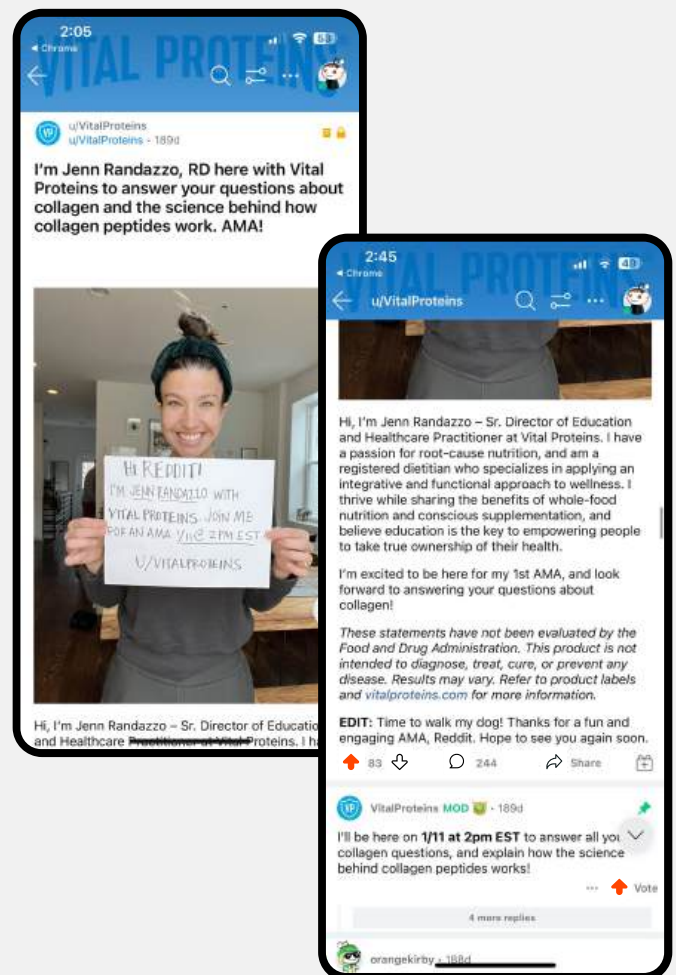 2:05
Chrome
VITAL PROTEINS
u/VitalProteins
u/VitalProteins · 189d
I'm Jenn Randazzo, RD here with Vital
Proteins to answer your questions about
collagen and the science behind how
collagen peptides work. AMA!
HI REDDIT!
I'M JENN RANDAZZO WITH
VITAL PROTEINS. JOIN ME
FOR AN AMA 1/11 @ 2PM EST
U/VITALPROTEINS
Hi, I'm Jenn Randazzo – Sr. Director of Educatio
and Healthcare Practitioner at Vital Proteins. I ha
2:45
Chrome
49
VITAL PROTEIN
u/VitalProteins
Hi, I'm Jenn Randazzo – Sr. Director of Education
and Healthcare Practitioner at Vital Proteins. I have
a passion for root-cause nutrition, and am a
registered dietitian who specializes in applying an
integrative and functional approach to wellness. I
thrive while sharing the benefits of whole-food
nutrition and conscious supplementation, and
believe education is the key to empowering people
to take true ownership of their health.
I'm excited to be here for my 1st AMA, and look
forward to answering your questions about
collagen!
These statements have not been evaluated by the
Food and Drug Administration. This product is not
intended to diagnose, treat, cure, or prevent any
disease. Results may vary. Refer to product labels
and vitalproteins.com for more information.
EDIT: Time to walk my dog! Thanks for a fun and
engaging AMA, Reddit. Hope to see you again soon.
83 244 Share
VP VitalProteins MOD · 189d
I'll be here on 1/11 at 2pm EST to answer all you
collagen questions, and explain how the science
behind collagen peptides works!
Vote
4 more replies
orangekirby · 188d